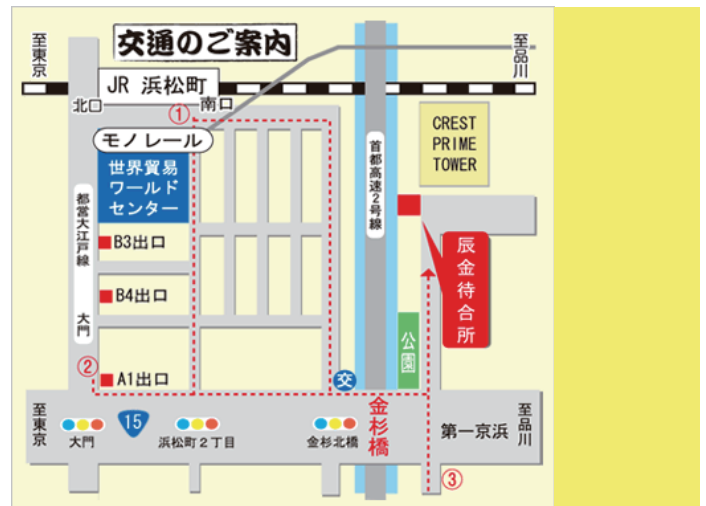 交通のご案内
至東京
至品川
JR 浜松町
北口
南口
①
モノレール
世界貿易
ワールド
センター
CREST
PRIME
TOWER
首都高速2号線
都営大江戸線 大門
B3出口
B4出口
②
A1出口
辰金待合所
公園
交
至東京
大門
15
浜松町2丁目
金杉北橋
金杉橋
第一京浜
至品川
③